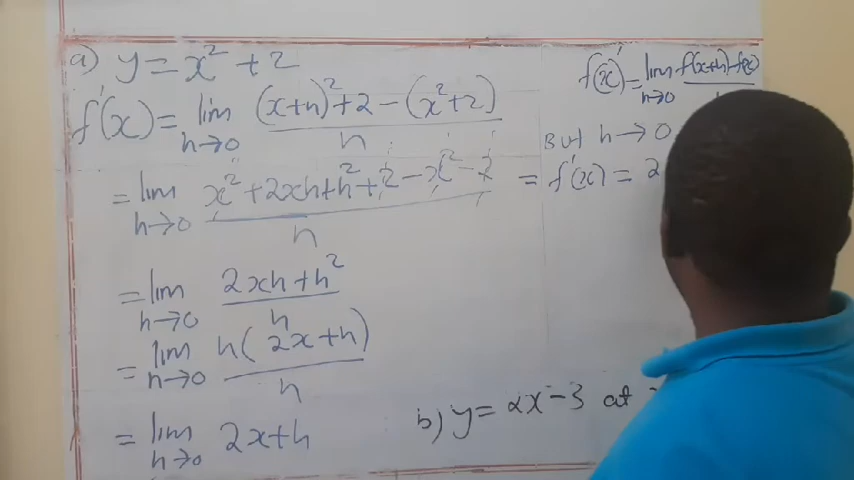 a) y = x² + 2
f'(x) = lim h→0 (x+h)² + 2 - (x² + 2) / h
= lim h→0 x² + 2xh + h² + 2 - x² - 2 / h
= lim h→0 2xh + h² / h
= lim h→0 h(2x + h) / h
= lim h→0 2x + h
f(x)' = lim h→0 f(x+h) - f(x)
But h→0
= f'(x) = 2
b) y = 2x - 3 at